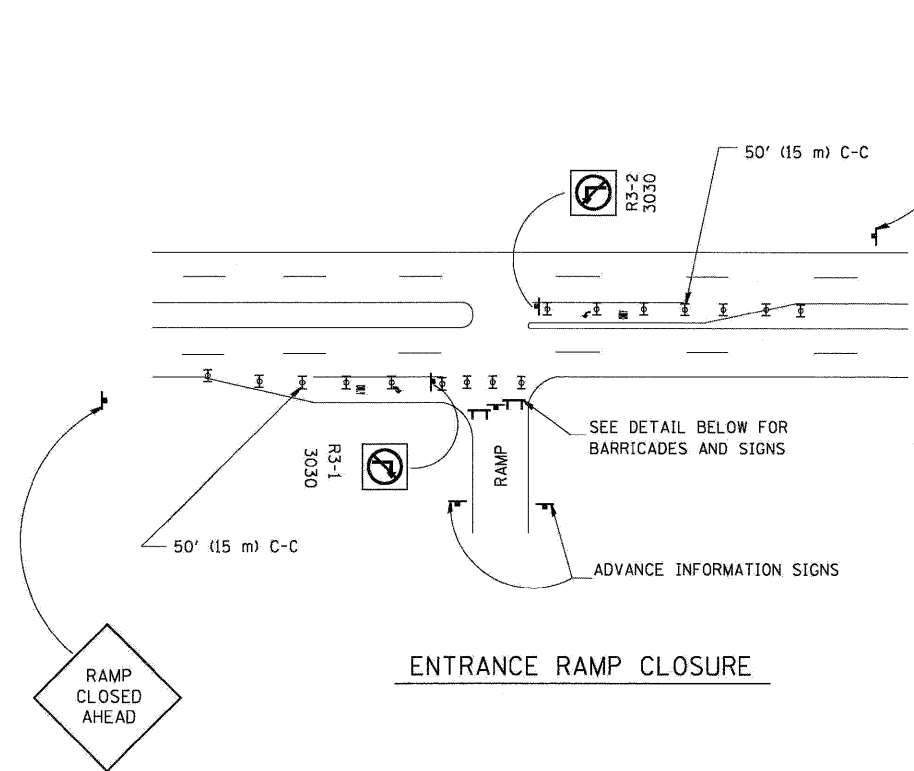 50' (15 m) C-C
R3-2
3030
SEE DETAIL BELOW FOR
BARRICADES AND SIGNS
R3-1
3030
RAMP
50' (15 m) C-C
ADVANCE INFORMATION SIGNS
ENTRANCE RAMP CLOSURE
RAMP
CLOSED
AHEAD